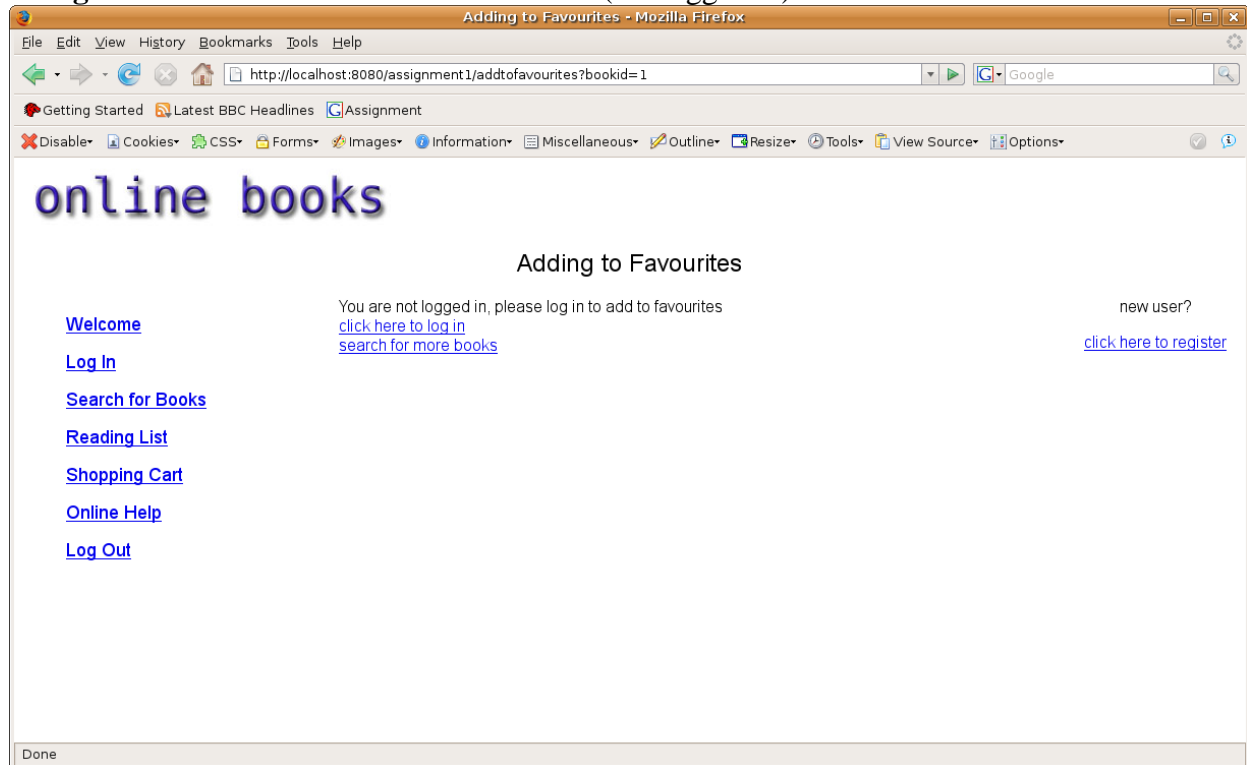 Adding to Favourites - Mozilla Firefox
File Edit View History Bookmarks Tools Help
http://localhost:8080/assignment1/addtofavourites?bookid=1 G Google
Getting Started Latest BBC Headlines G Assignment
Disable Cookies CSS Forms Images Information Miscellaneous Outline Resize Tools View Source Options
online books
Adding to Favourites
Welcome
Log In
Search for Books
Reading List
Shopping Cart
Online Help
Log Out
You are not logged in, please log in to add to favourites
click here to log in
search for more books
new user?
click here to register
Done